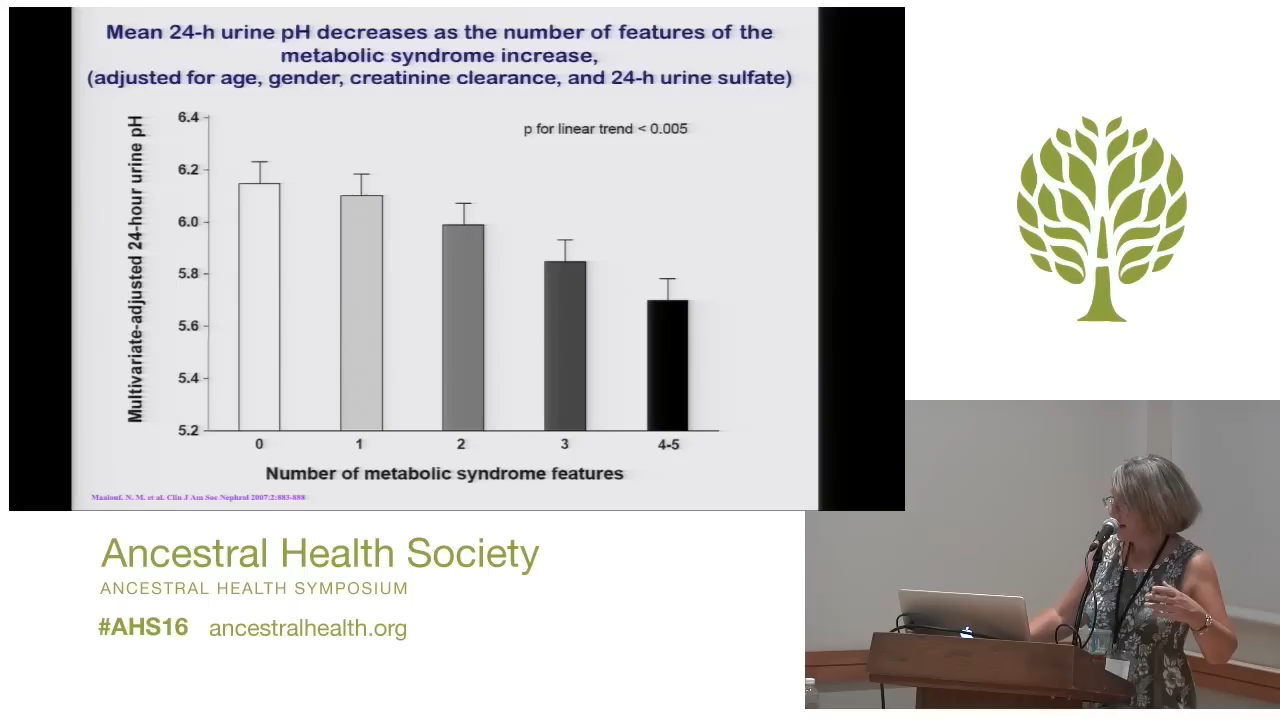 Mean 24-h urine pH decreases as the number of features of the
metabolic syndrome increase,
(adjusted for age, gender, creatinine clearance, and 24-h urine sulfate)
p for linear trend < 0.005
Multivariate-adjusted 24-hour urine pH
6.4
6.2
6.0
5.8
5.6
5.4
5.2
0
1
2
3
4-5
Number of metabolic syndrome features
Maalouf, N. M. et al. Clin J Am Soc Nephrol 2007;2:883-888
Ancestral Health Society
ANCESTRAL HEALTH SYMPOSIUM
#AHS16 ancestralhealth.org